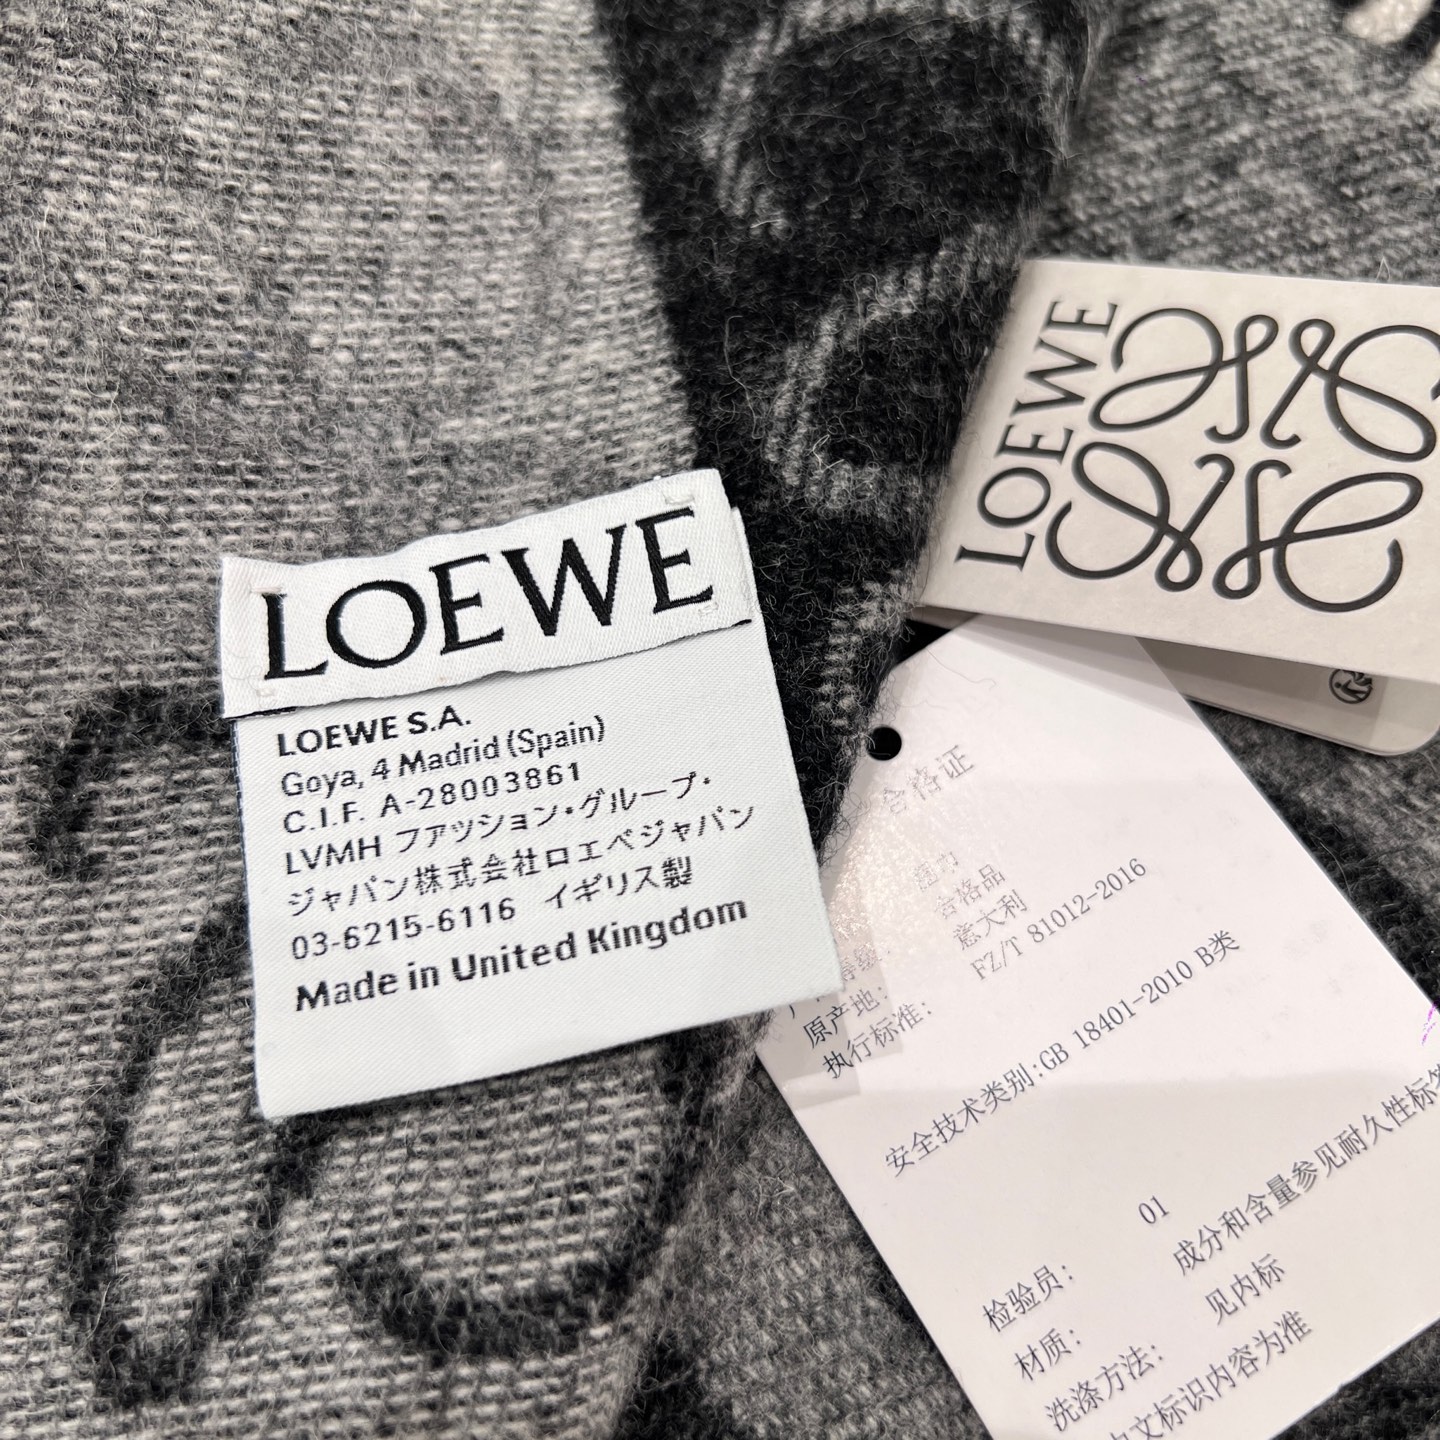 LOEWE
LOEWE S.A.
Goya, 4 Madrid (Spain)
C.I.F. A-28003861
LVMH ファッション・グループ・
ジャパン株式会社ロエベジャパン
03-6215-6116 イギリス製
Made in United Kingdom
LOEWE
合格证
合格品
原产地: 意大利
执行标准: FZ/T 81012-2016
安全技术类别:GB 18401-2010 B类
检验员: 01
材质: 成分和含量参见耐久性标签
洗涤方法: 见内标
中文标识内容为准